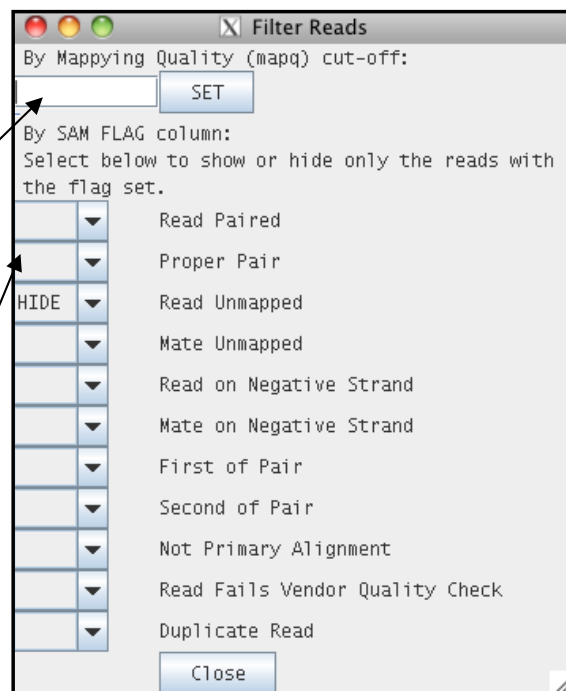 X Filter Reads
By Mappying Quality (mapq) cut-off:
SET
By SAM FLAG column:
Select below to show or hide only the reads with
the flag set.
Read Paired
Proper Pair
HIDE Read Unmapped
Mate Unmapped
Read on Negative Strand
Mate on Negative Strand
First of Pair
Second of Pair
Not Primary Alignment
Read Fails Vendor Quality Check
Duplicate Read
Close